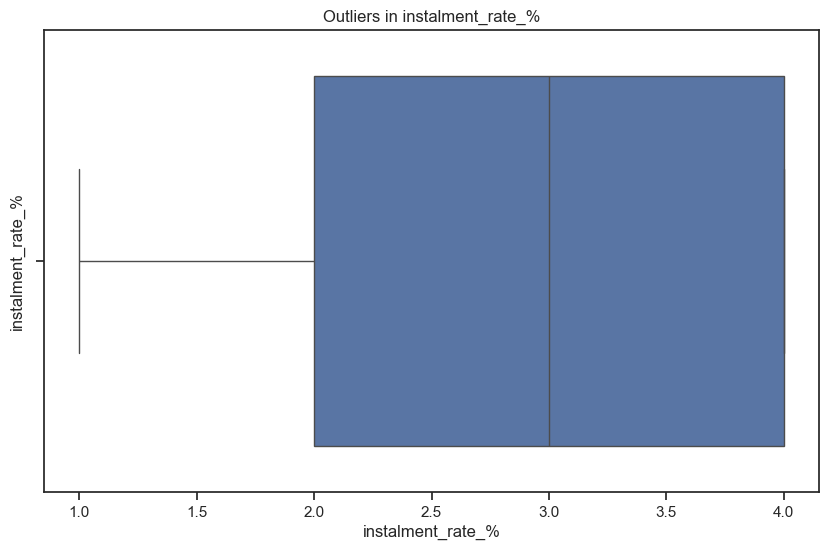 Outliers in instalment_rate_%
instalment_rate_%
1.0 1.5 2.0 2.5 3.0 3.5 4.0
instalment_rate_%